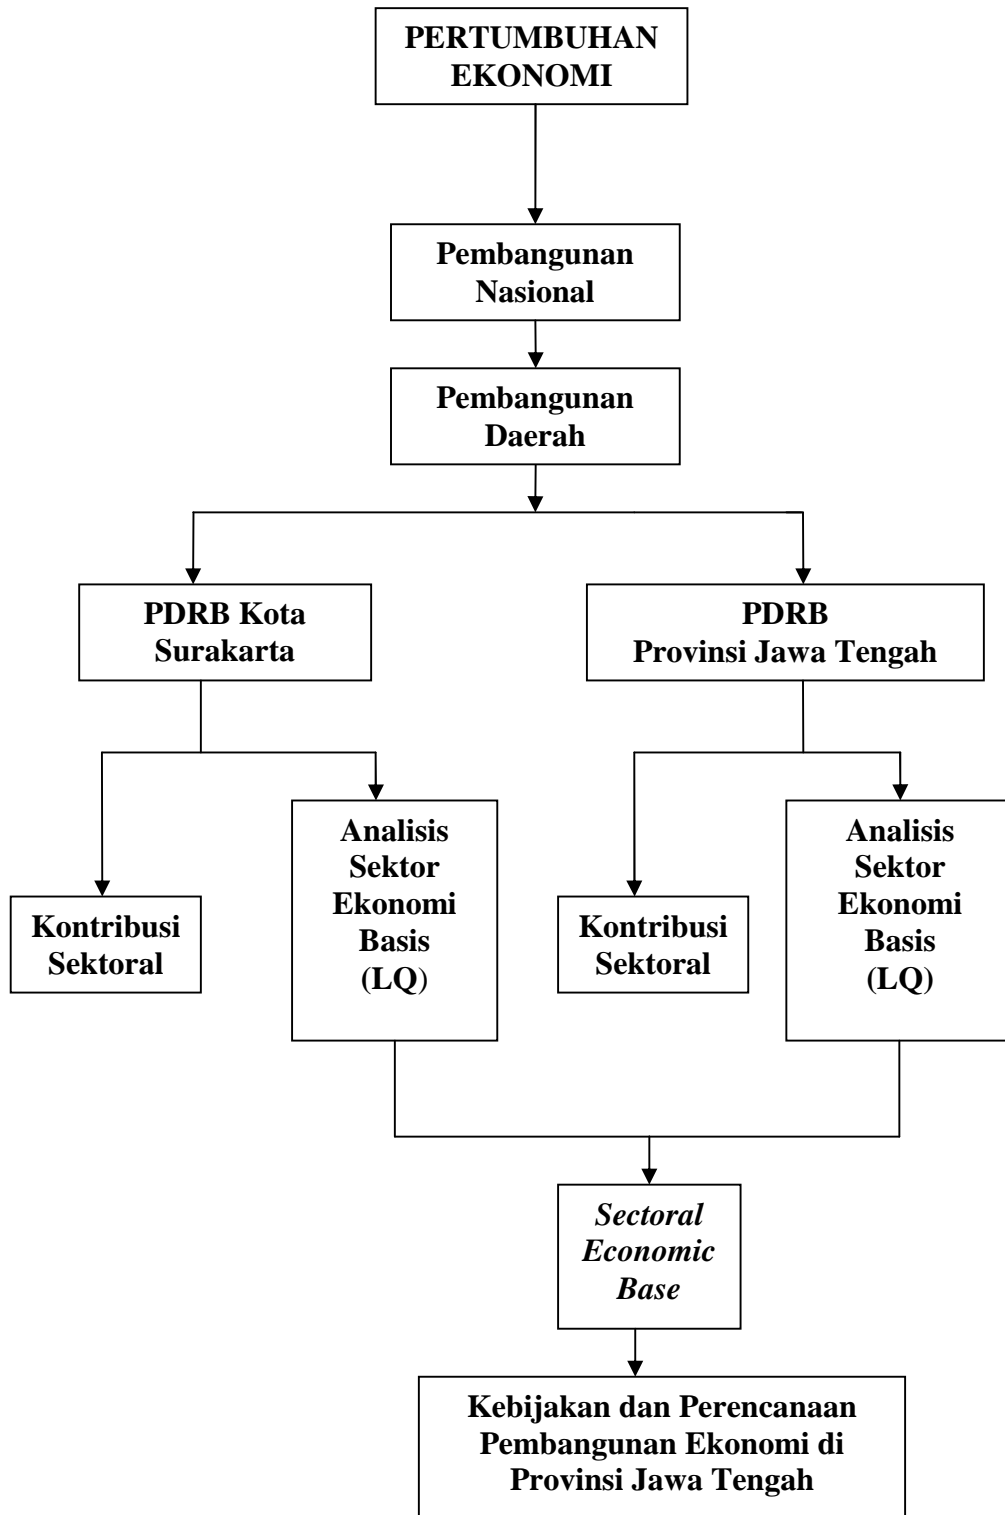 PERTUMBUHAN
EKONOMI
Pembangunan
Nasional
Pembangunan
Daerah
PDRB Kota
Surakarta
PDRB
Provinsi Jawa Tengah
Kontribusi
Sektoral
Analisis
Sektor
Ekonomi
Basis
(LQ)
Kontribusi
Sektoral
Analisis
Sektor
Ekonomi
Basis
(LQ)
Sectoral
Economic
Base
Kebijakan dan Perencanaan
Pembangunan Ekonomi di
Provinsi Jawa Tengah